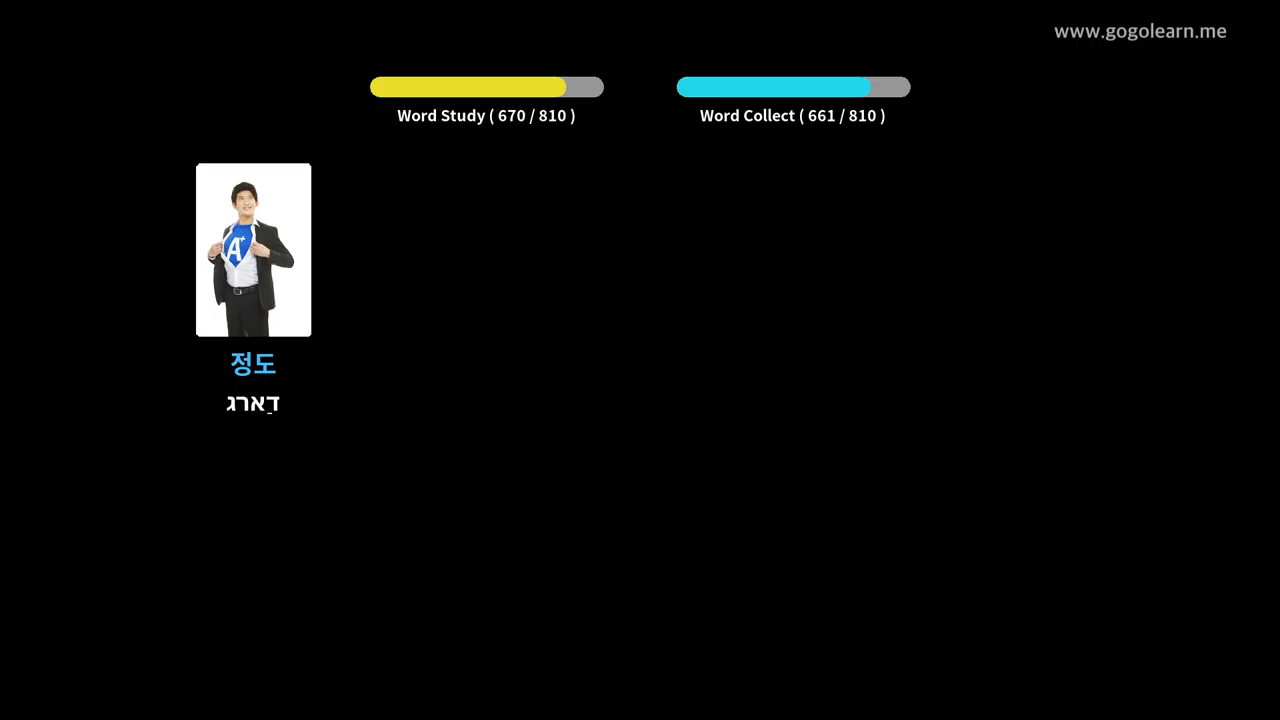 www.gogolearn.me
Word Study ( 670 / 810 )
Word Collect ( 661 / 810 )
A+
정도
דַארג